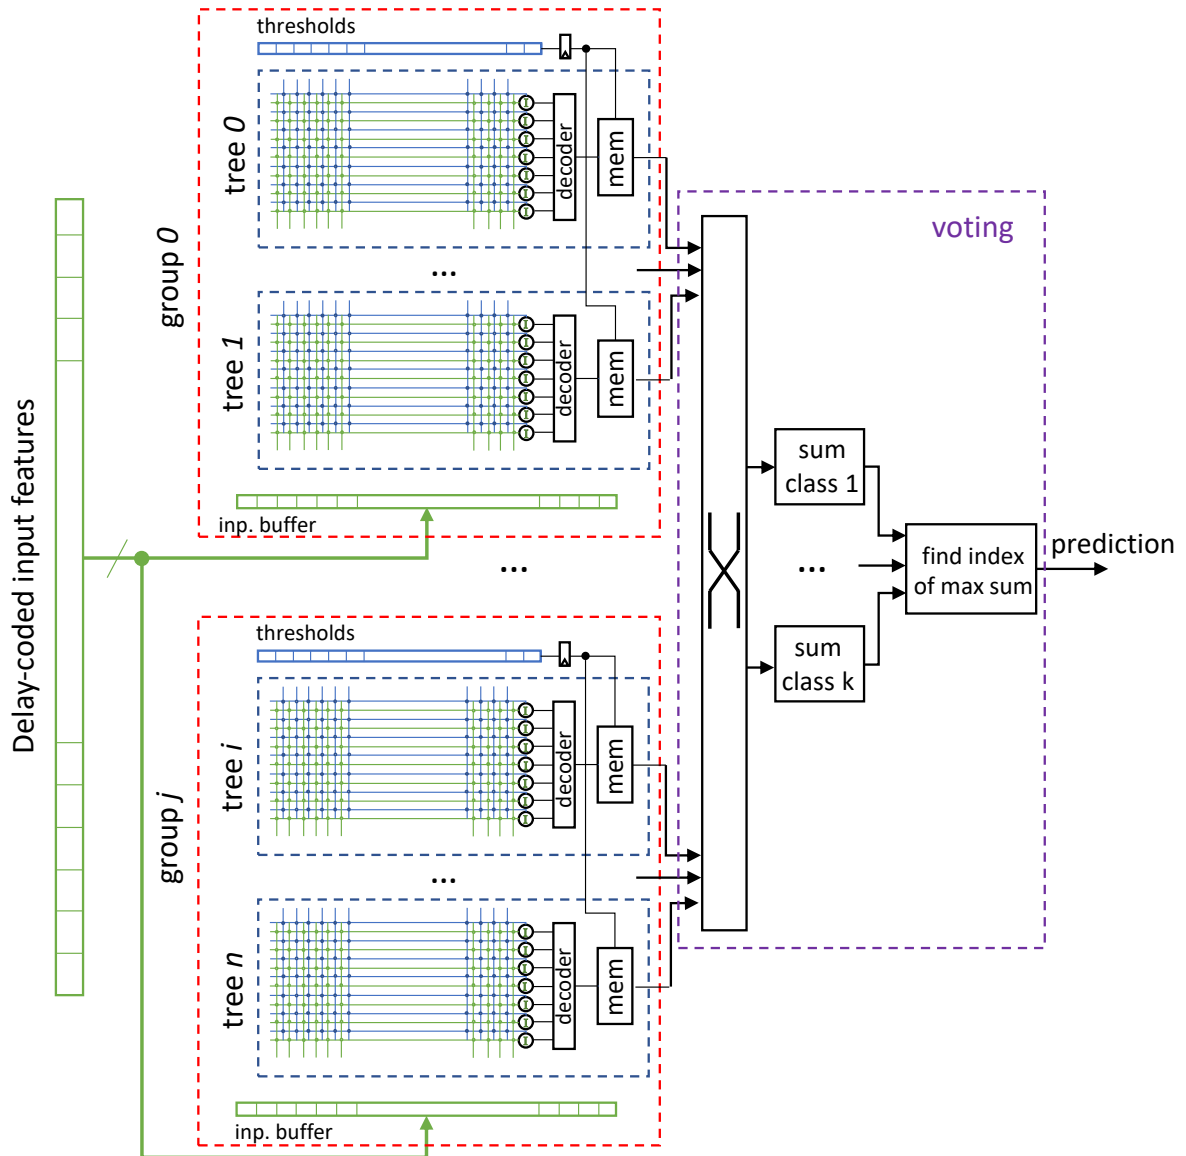 Delay-coded input features
group 0
thresholds
tree 0
decoder
mem
...
tree 1
decoder
mem
inp. buffer
...
group j
thresholds
tree i
decoder
mem
...
tree n
decoder
mem
inp. buffer
voting
sum
class 1
...
sum
class k
find index
of max sum
prediction